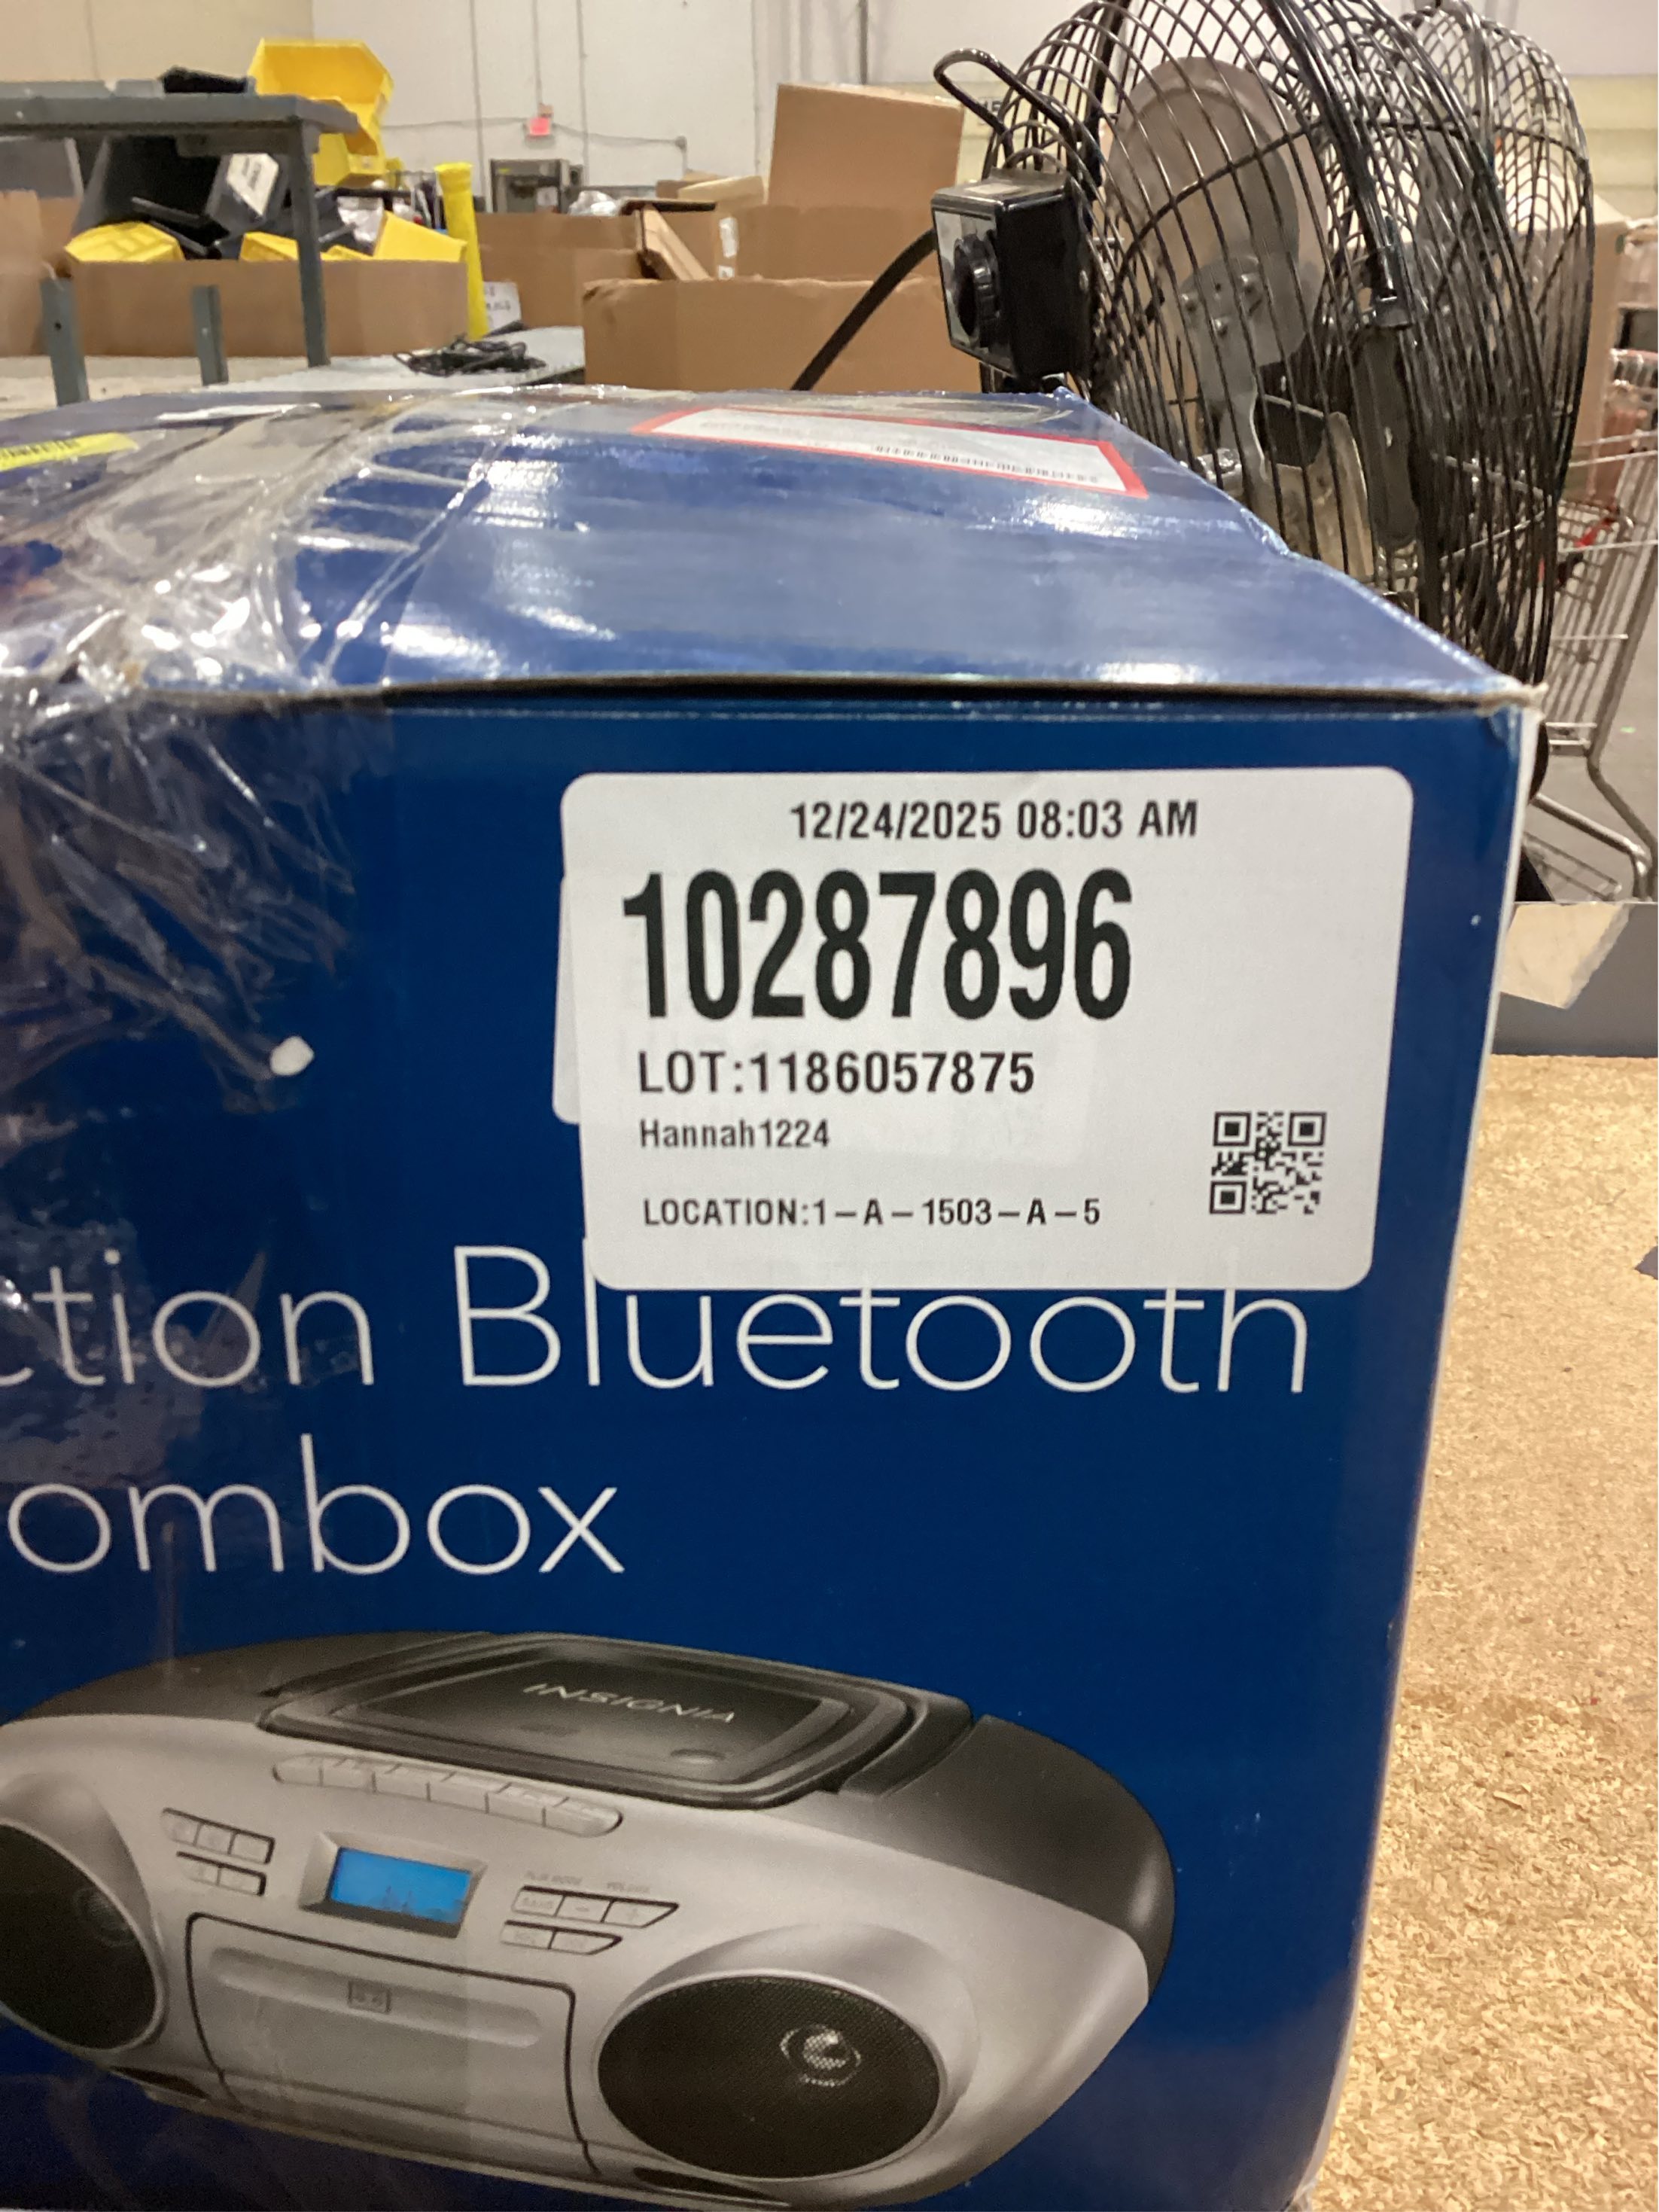 12/24/2025 08:03 AM
10287896
LOT:1186057875
Hannah1224
LOCATION:1-A-1503-A-5
ction Bluetooth
ombox
INSIGNIA